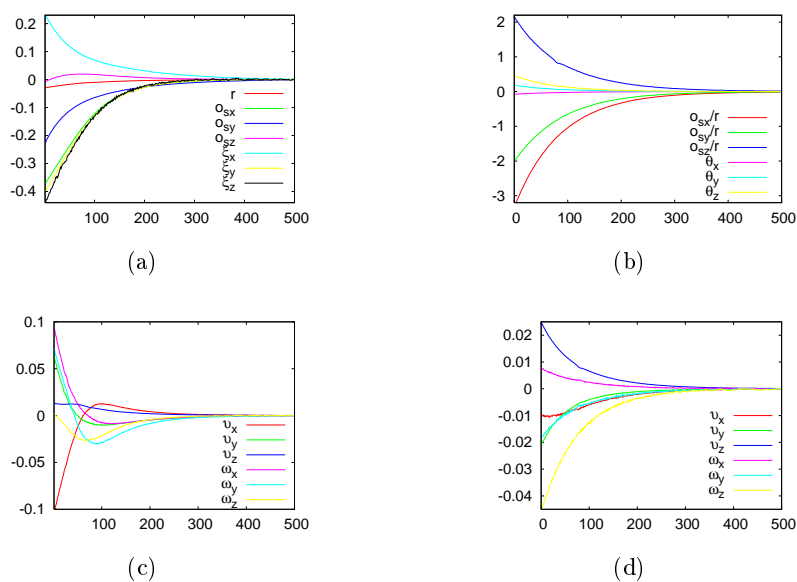 0.2
0.1
0
-0.1
-0.2
-0.3
-0.4
100 200 300 400 500
r
o_sx
o_sy
o_sz
ξ_x
ξ_y
ξ_z
(a)
2
1
0
-1
-2
-3
0 100 200 300 400 500
o_sx/r
o_sy/r
o_sz/r
θ_x
θ_y
θ_z
(b)
0.1
0.05
0
-0.05
-0.1
100 200 300 400 500
υ_x
υ_y
υ_z
ω_x
ω_y
ω_z
(c)
0.02
0.01
0
-0.01
-0.02
-0.03
-0.04
0 100 200 300 400 500
υ_x
υ_y
υ_z
ω_x
ω_y
ω_z
(d)